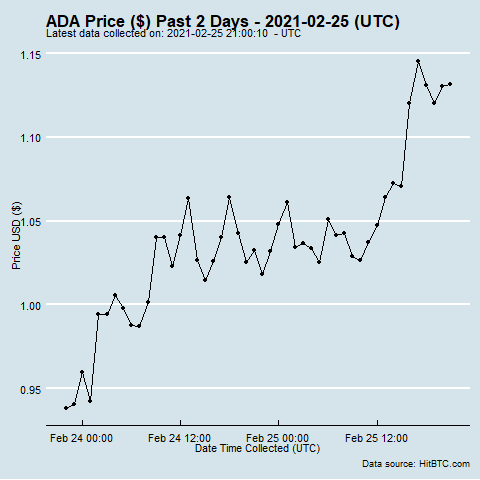 ADA Price ($) Past 2 Days - 2021-02-25 (UTC)
Latest data collected on: 2021-02-25 21:00:10  - UTC
1.15
1.10
1.05
1.00
0.95
Price USD ($)
Feb 24 00:00 Feb 24 12:00 Feb 25 00:00 Feb 25 12:00
Date Time Collected (UTC)
Data source: HitBTC.com